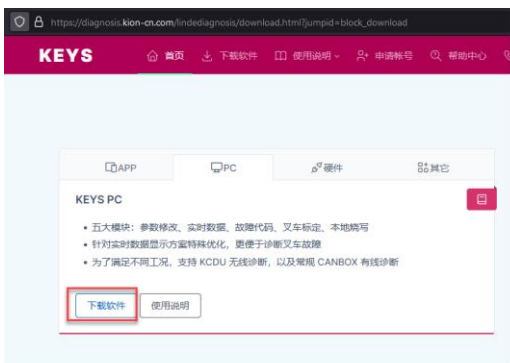 https://diagnosis.kion-cn.com/lindediagnosis/download.html?jumpid=block_download
KEYS 首页 下载软件 使用说明 申请帐号 帮助中心
APP PC 硬件 其它
KEYS PC
• 五大模块：参数修改、实时数据、故障代码、叉车标定、本地烧写
• 针对实时数据显示方案特殊优化，更便于诊断叉车故障
• 为了满足不同工况，支持 KCDU 无线诊断，以及常规 CANBOX 有线诊断
下载软件 使用说明